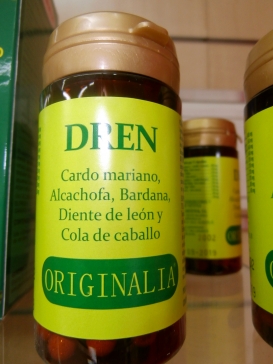 DREN
Cardo mariano,
Alcachofa, Bardana,
Diente de león y
Cola de caballo
ORIGINALIA